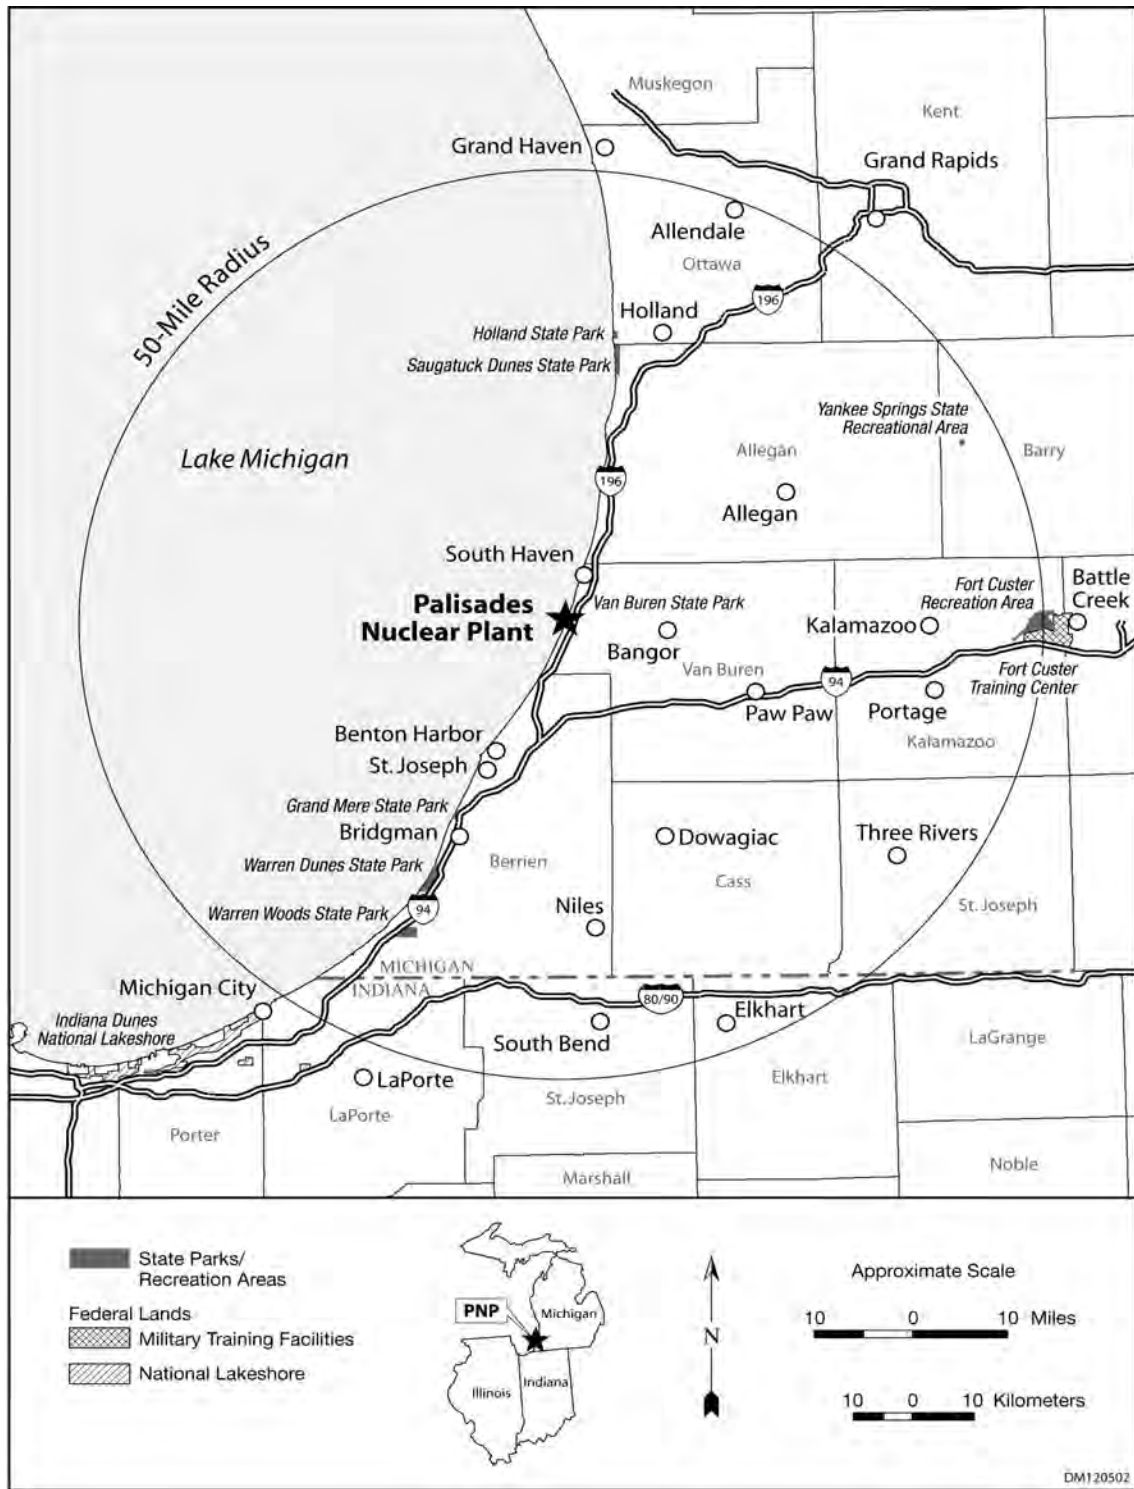 Muskegon
Kent
Grand Haven
Grand Rapids
Allendale
Ottawa
50-Mile Radius
196
Holland
Holland State Park
Saugatuck Dunes State Park
Yankee Springs State
Recreational Area
Lake Michigan
Allegan
Barry
196
Allegan
South Haven
Palisades
Nuclear Plant
Van Buren State Park
Fort Custer
Recreation Area
Battle
Creek
Kalamazoo
Bangor
Van Buren
94
Fort Custer
Training Center
Paw Paw
Portage
Kalamazoo
Benton Harbor
St. Joseph
Grand Mere State Park
Bridgman
Dowagiac
Three Rivers
Warren Dunes State Park
Berrien
Cass
Warren Woods State Park
94
Niles
St. Joseph
MICHIGAN
INDIANA
Michigan City
80/90
Elkhart
Indiana Dunes
National Lakeshore
South Bend
LaGrange
LaPorte
Elkhart
St. Joseph
LaPorte
Porter
Marshall
Noble
State Parks/
Recreation Areas
Federal Lands
Military Training Facilities
National Lakeshore
PNP
Michigan
Illinois
Indiana
N
Approximate Scale
10 0 10 Miles
10 0 10 Kilometers
DM120502